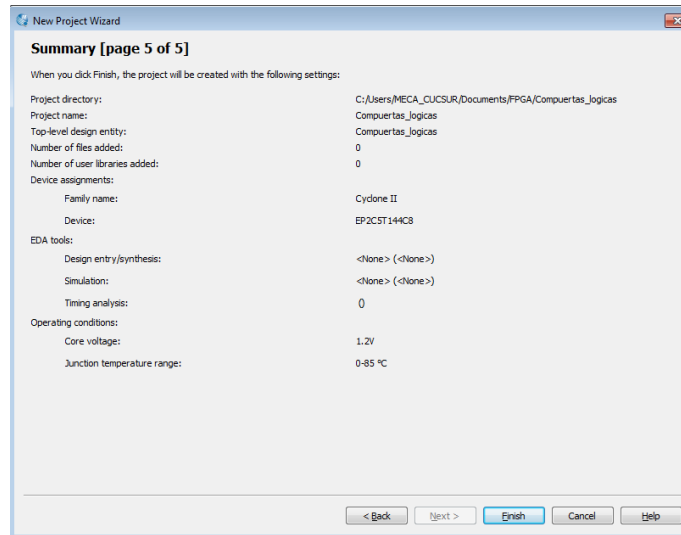 New Project Wizard
Summary [page 5 of 5]
When you click Finish, the project will be created with the following settings:
Project directory: C:/Users/MECA_CUCSUR/Documents/FPGA/Compuertas_logicas
Project name: Compuertas_logicas
Top-level design entity: Compuertas_logicas
Number of files added: 0
Number of user libraries added: 0
Device assignments:
Family name: Cyclone II
Device: EP2C5T144C8
EDA tools:
Design entry/synthesis: <None> (<None>)
Simulation: <None> (<None>)
Timing analysis: ()
Operating conditions:
Core voltage: 1.2V
Junction temperature range: 0-85 ºC
< Back Next > Finish Cancel Help